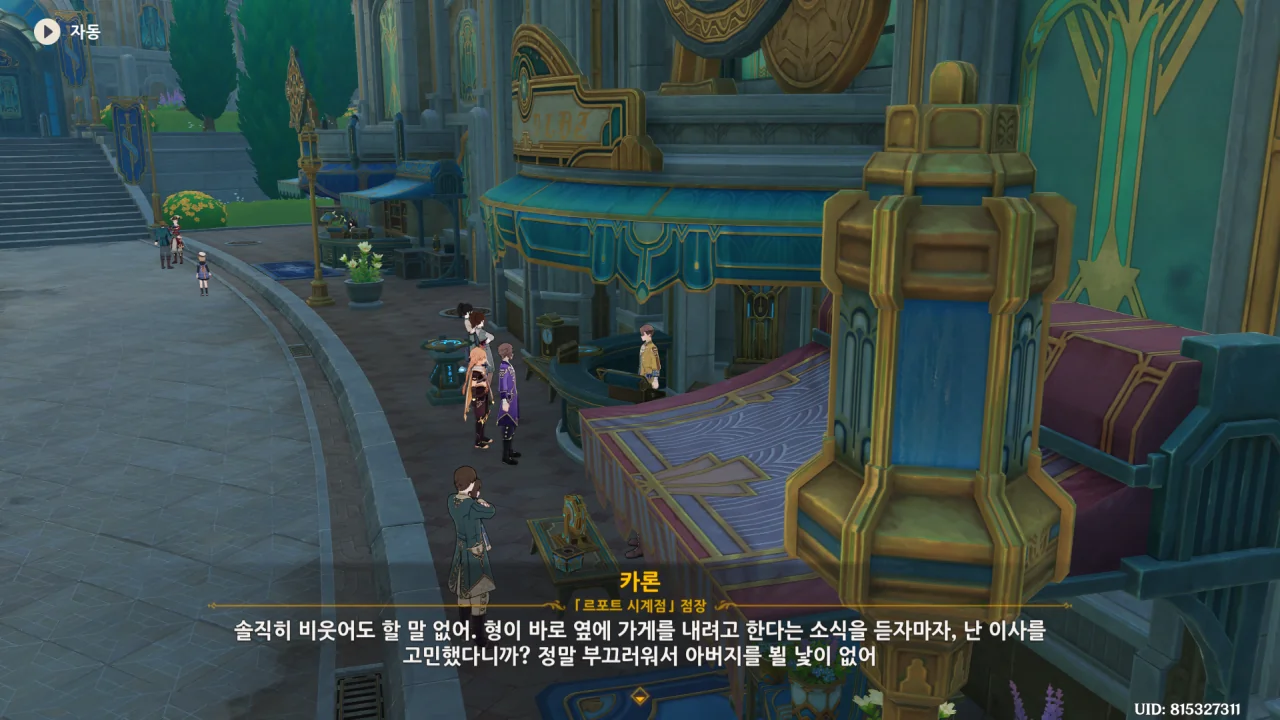 자동
카론
「르포트 시계점」 점장
솔직히 비웃어도 할 말 없어. 형이 바로 옆에 가게를 내려고 한다는 소식을 듣자마자, 난 이사를
고민했다니까? 정말 부끄러워서 아버지를 뵐 낯이 없어
UID: 815327311